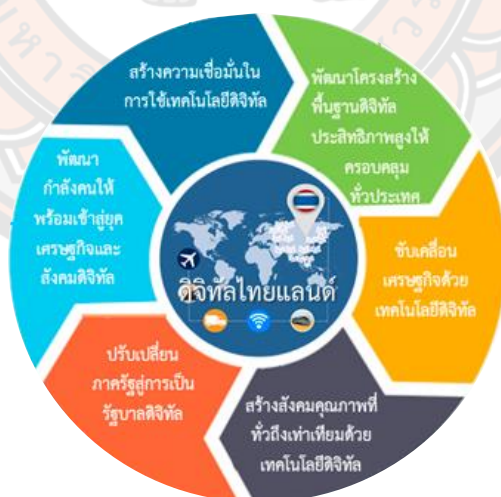 สร้างความเชื่อมั่นใน
การใช้เทคโนโลยีดิจิทัล
พัฒนาโครงสร้าง
พื้นฐานดิจิทัล
ประสิทธิภาพสูงให้
ครอบคลุม
ทั่วประเทศ
ขับเคลื่อน
เศรษฐกิจด้วย
เทคโนโลยีดิจิทัล
สร้างสังคมคุณภาพที่
ทั่วถึงเท่าเทียมด้วย
เทคโนโลยีดิจิทัล
ปรับเปลี่ยน
ภาครัฐสู่การเป็น
รัฐบาลดิจิทัล
พัฒนา
กำลังคนให้
พร้อมเข้าสู่ยุค
เศรษฐกิจและ
สังคมดิจิทัล
ดิจิทัลไทยแลนด์